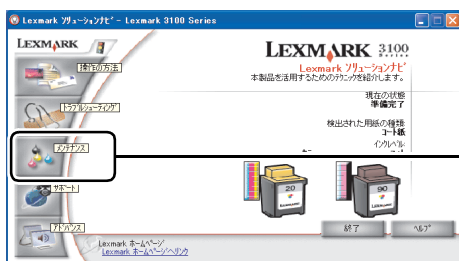 Lexmark ソリューションナビ - Lexmark 3100 Series
LEXMARK
操作の方法
トラブルシューティング
メンテナンス
サポート
アドバンス
LEXMARK 3100
Series
Lexmark ソリューションナビ
本製品を活用するためのテクニックを紹介します。
現在の状態
準備完了
検出された用紙の種類:
コート紙
インクレベル:
20
Lexmark
90
Lexmark
終了
ヘルプ
Lexmark ホームページ
Lexmark ホームページへリンク